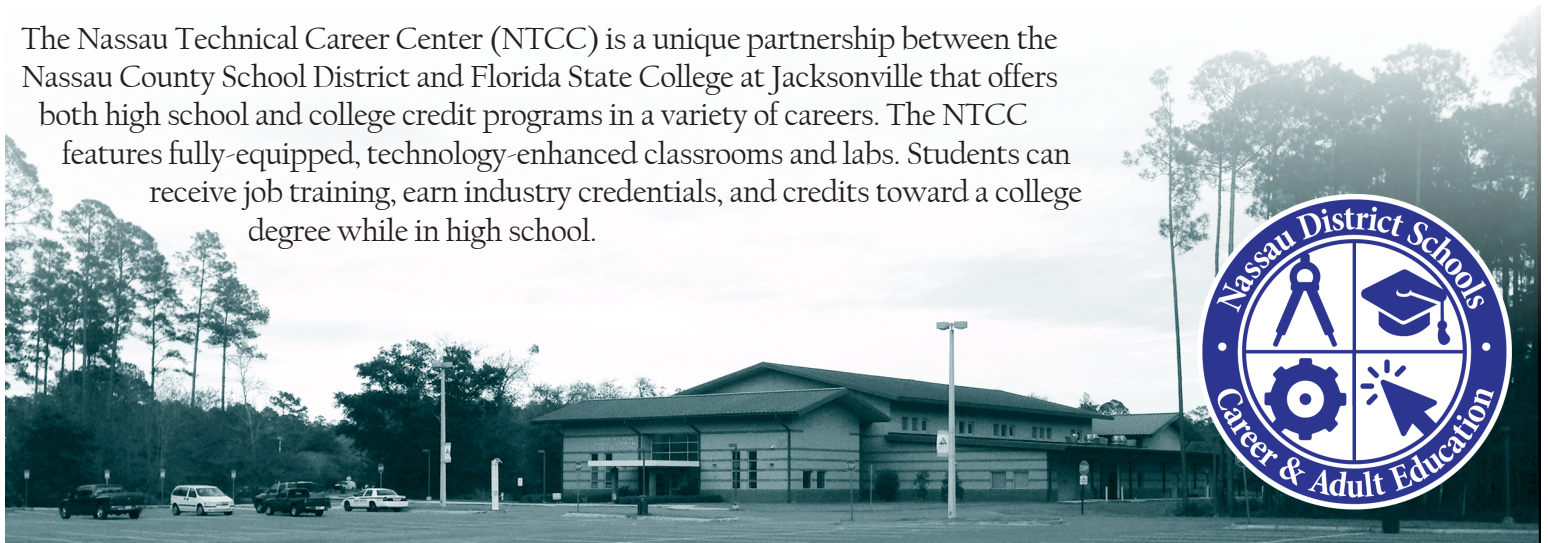 The Nassau Technical Career Center (NTCC) is a unique partnership between the
Nassau County School District and Florida State College at Jacksonville that offers
both high school and college credit programs in a variety of careers. The NTCC
features fully-equipped, technology-enhanced classrooms and labs. Students can
receive job training, earn industry credentials, and credits toward a college
degree while in high school.
Nassau District Schools
Career & Adult Education